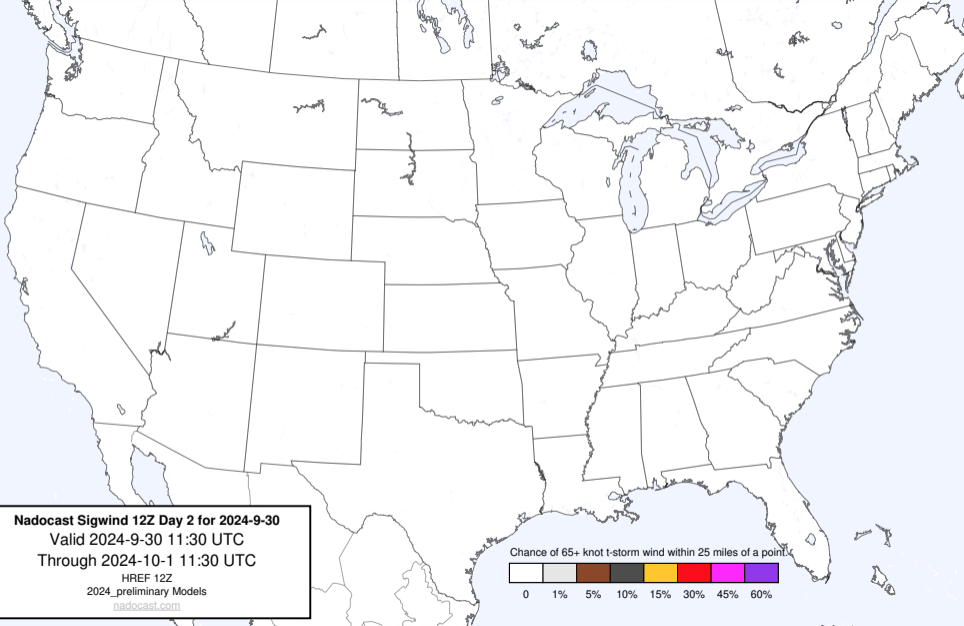 Nadocast Sigwind 12Z Day 2 for 2024-9-30
Valid 2024-9-30 11:30 UTC
Through 2024-10-1 11:30 UTC
HREF 12Z
2024_preliminary Models
nadocast.com
Chance of 65+ knot t-storm wind within 25 miles of a point.
0 1% 5% 10% 15% 30% 45% 60%